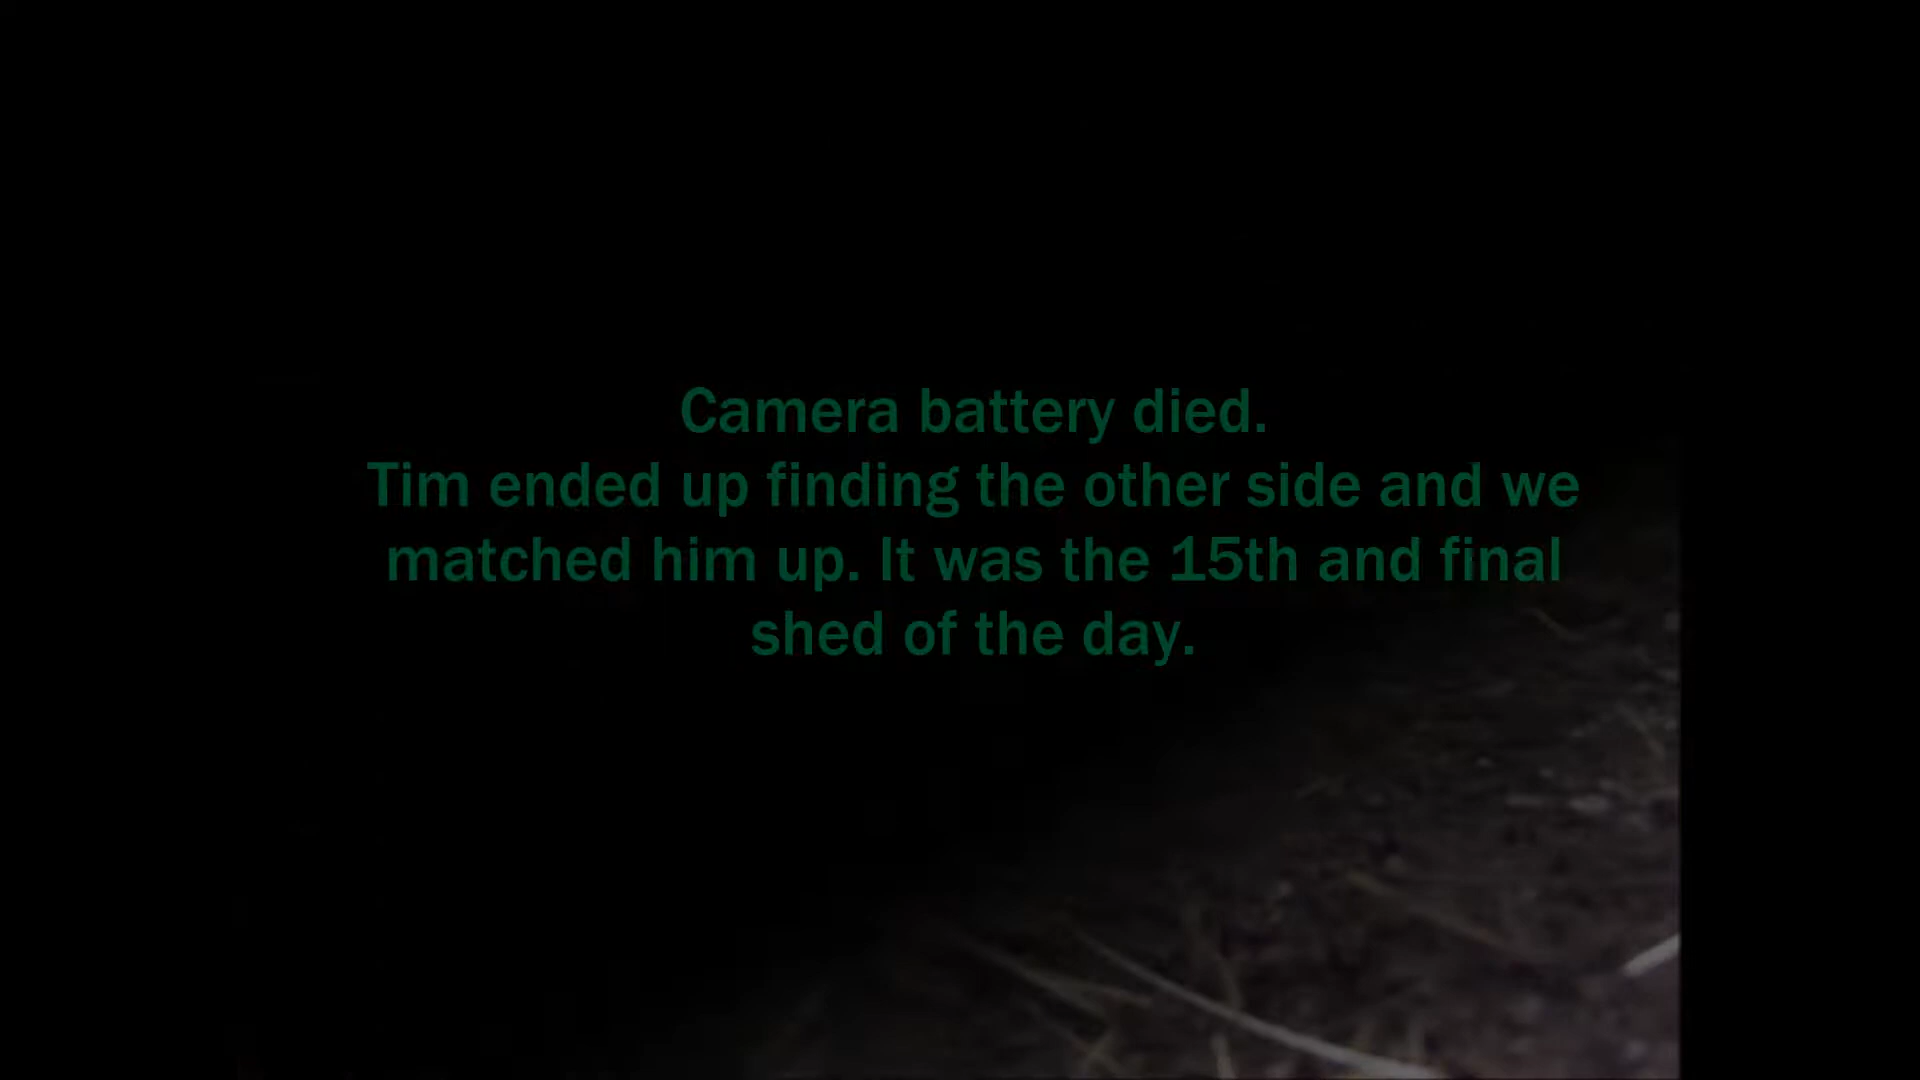 Camera battery died.
Tim ended up finding the other side and we
matched him up. It was the 15th and final
shed of the day.